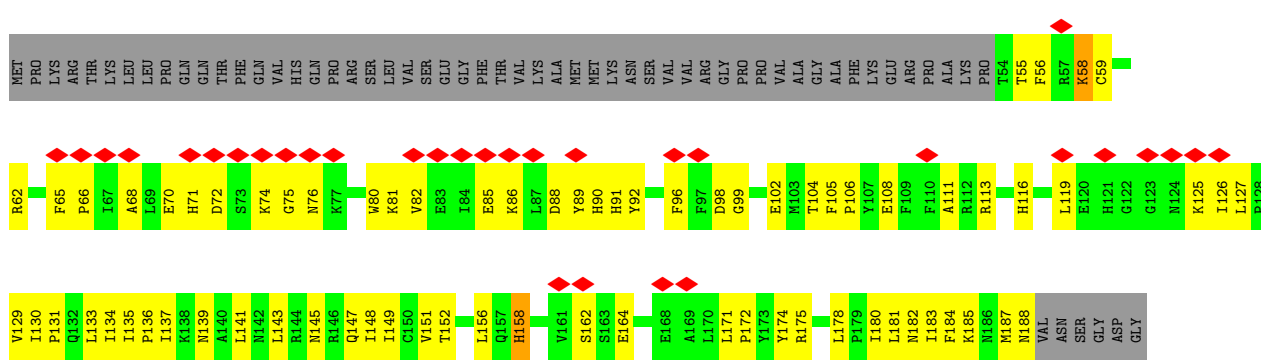 MET PRO LYS ARG THR LYS LEU LEU PRO GLN GLN THR PHE GLN VAL HIS GLN PRO ARG SER LEU VAL SER GLU GLY PHE THR VAL LYS ALA MET MET LYS ASN SER VAL VAL ARG GLY PRO PRO VAL ALA GLY ALA PHE LYS GLU ARG PRO ALA LYS PRO T54 T55 F56 R57 K58 C59
R62 F65 P66 I67 A68 L69 E70 H71 D72 S73 K74 G75 N76 K77 W80 K81 V82 E83 I84 E85 K86 L87 D88 Y89 H90 H91 Y92 F96 F97 D98 G99 E102 M103 T104 F105 P106 Y107 E108 F109 F110 A111 R112 R113 H116 L119 E120 H121 G122 G123 N124 K125 I126 L127
V129 I130 P131 Q132 L133 I134 I135 P136 I137 K138 N139 A140 L141 N142 L143 R144 N145 R146 Q147 I148 I149 C150 V151 T152 L156 Q157 H158 V161 S162 S163 E164 E168 A169 L170 L171 P172 Y173 Y174 R175 L178 P179 I180 L181 N182 I183 F184 K185 N186 M187 N188 VAL ASN SER GLY ASP GLY